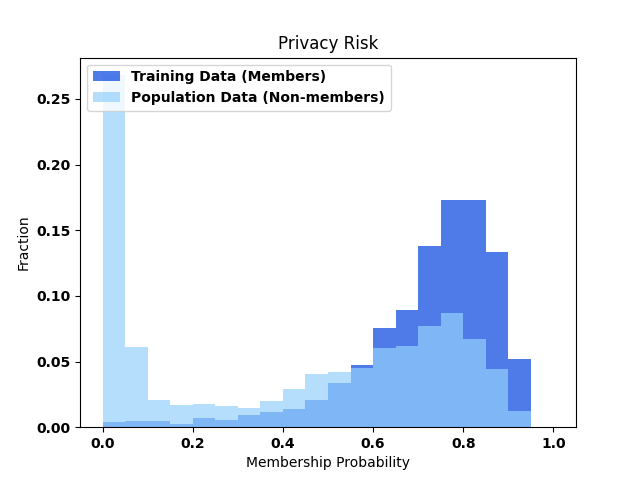 Privacy Risk
Training Data (Members)
Population Data (Non-members)
0.25
0.20
0.15
0.10
0.05
0.00
Fraction
0.0 0.2 0.4 0.6 0.8 1.0
Membership Probability